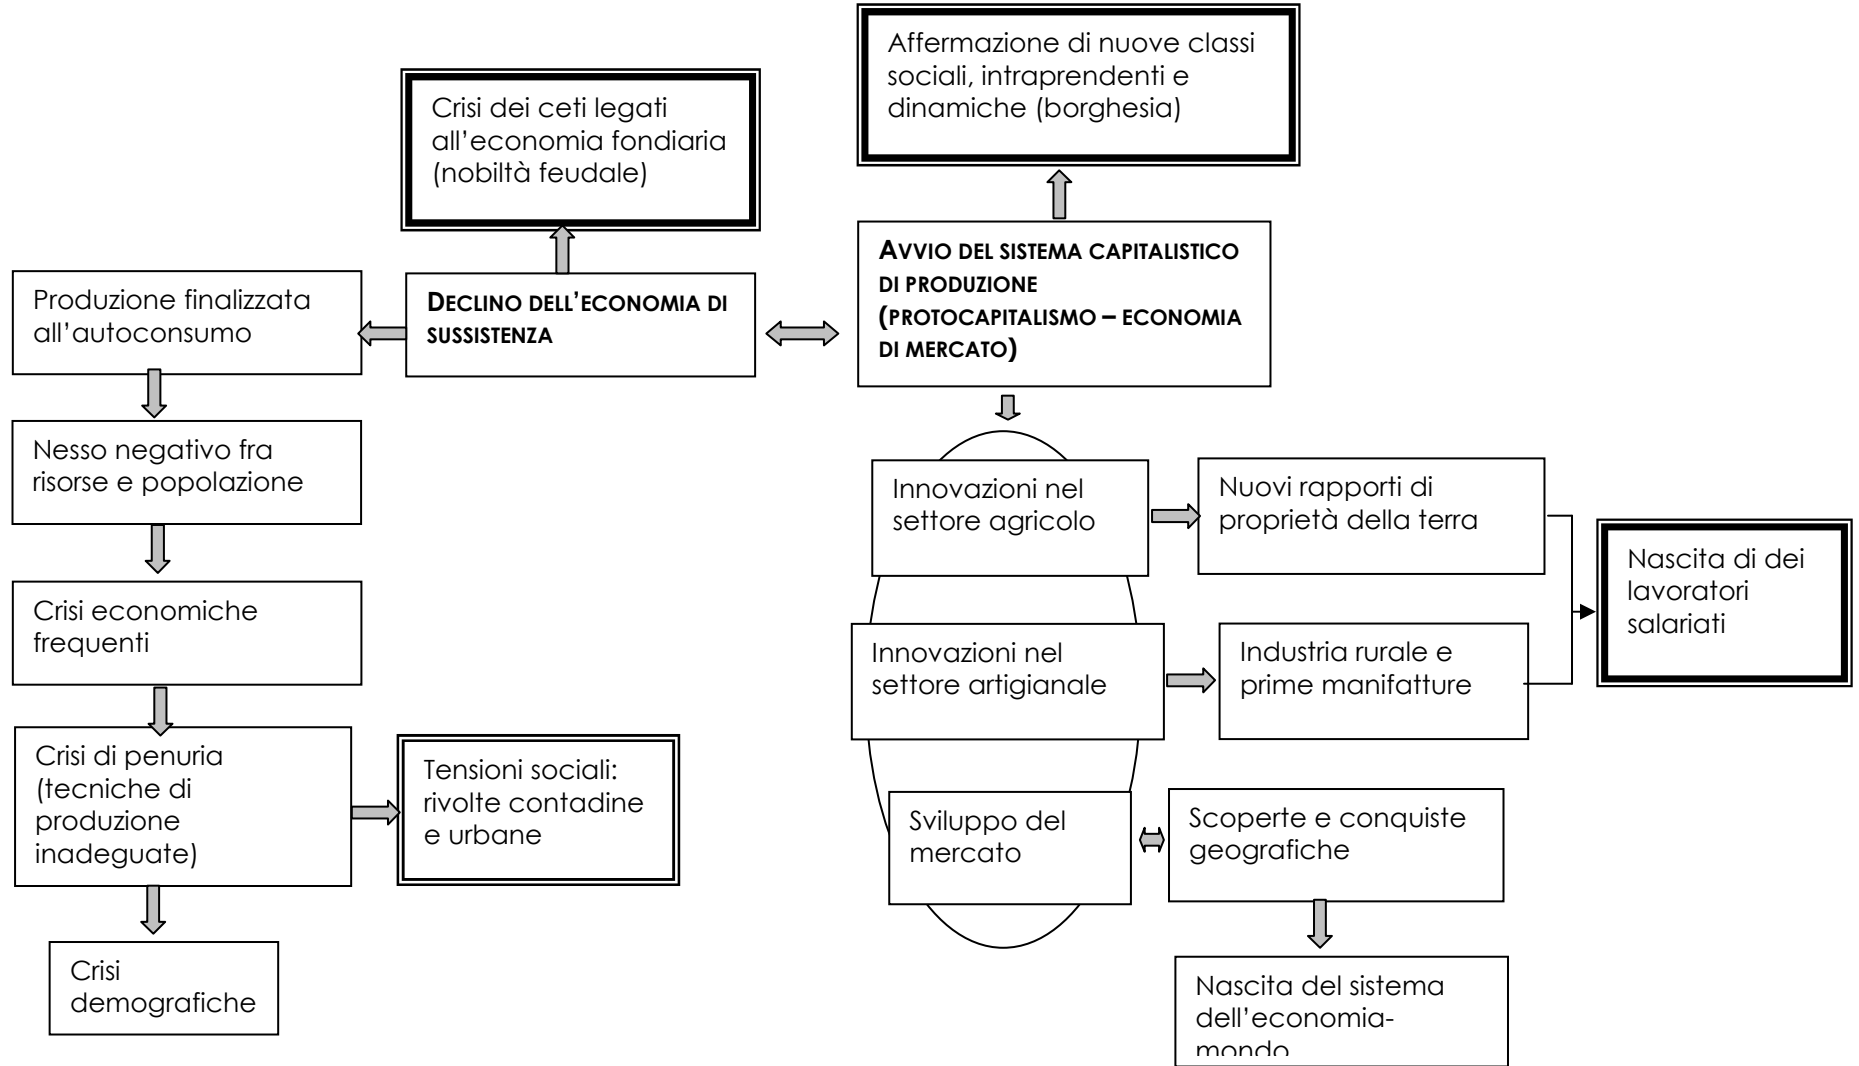 Affermazione di nuove classi
sociali, intraprendenti e
dinamiche (borghesia)
Crisi dei ceti legati
all’economia fondiaria
(nobiltà feudale)
AVVIO DEL SISTEMA CAPITALISTICO
DI PRODUZIONE
(PROTOCAPITALISMO – ECONOMIA
DI MERCATO)
DECLINO DELL’ECONOMIA DI
SUSSISTENZA
Produzione finalizzata
all’autoconsumo
Nesso negativo fra
risorse e popolazione
Crisi economiche
frequenti
Crisi di penuria
(tecniche di
produzione
inadeguate)
Tensioni sociali:
rivolte contadine
e urbane
Crisi
demografiche
Innovazioni nel
settore agricolo
Nuovi rapporti di
proprietà della terra
Innovazioni nel
settore artigianale
Industria rurale e
prime manifatture
Nascita di dei
lavoratori
salariati
Sviluppo del
mercato
Scoperte e conquiste
geografiche
Nascita del sistema
dell’economia-
mondo